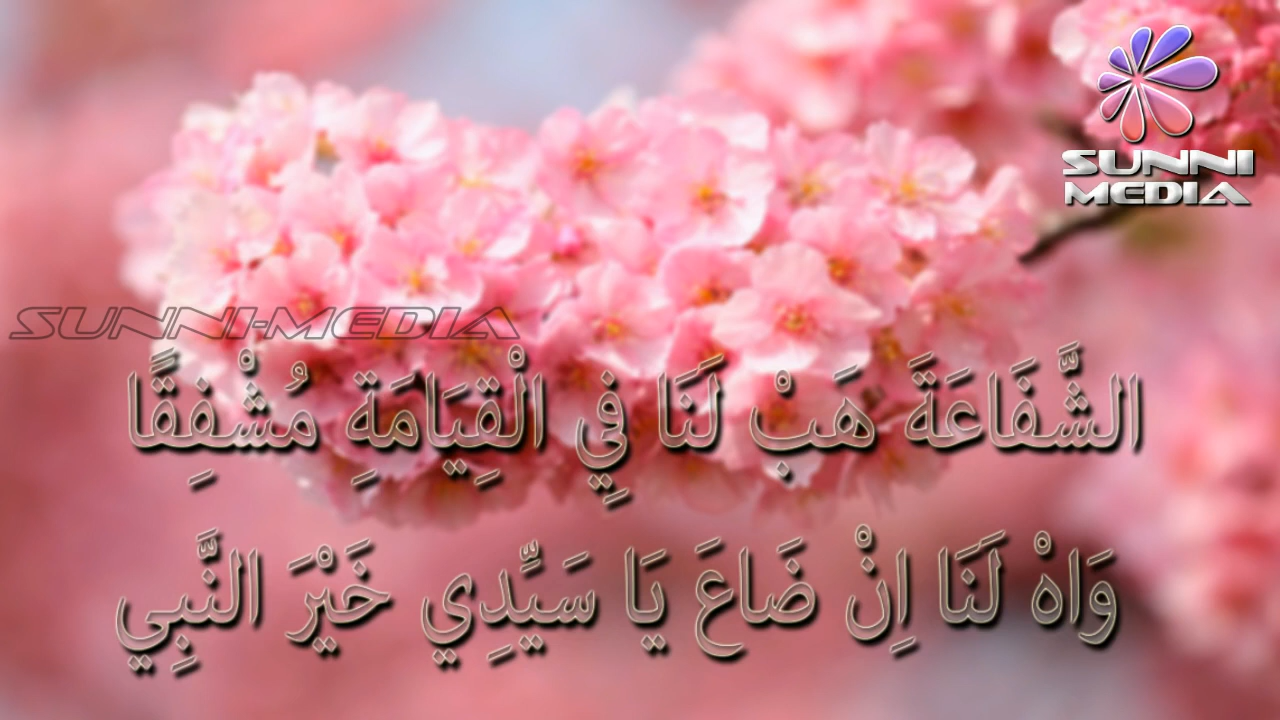 SUNNI
MEDIA
SUNNI-MEDIA
الشَّفَاعَةَ هَبْ لَنَا فِي الْقِيَامَةِ مُشْفِقًا
وَاهْ لَنَا اِنْ ضَاعَ يَا سَيِّدِي خَيْرَ النَّبِي